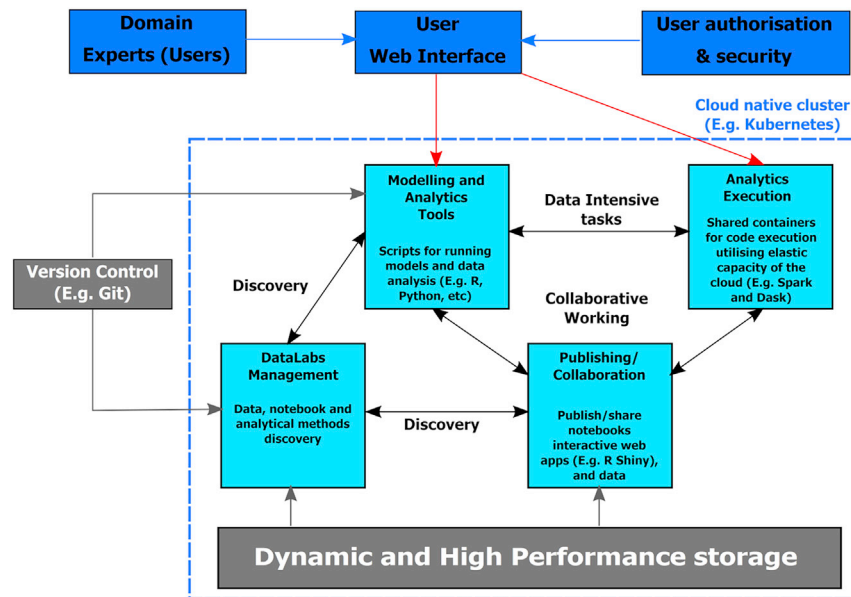 Domain
Experts (Users)
User
Web Interface
User authorisation
& security
Cloud native cluster
(E.g. Kubernetes)
Modelling and
Analytics
Tools
Scripts for running
models and data
analysis (E.g. R,
Python, etc)
Data Intensive
tasks
Analytics
Execution
Shared containers
for code execution
utilising elastic
capacity of the
cloud (E.g. Spark
and Dask)
Version Control
(E.g. Git)
Discovery
Collaborative
Working
DataLabs
Management
Data, notebook and
analytical methods
discovery
Discovery
Publishing/
Collaboration
Publish/share
notebooks
interactive web
apps (E.g. R Shiny),
and data
Dynamic and High Performance storage